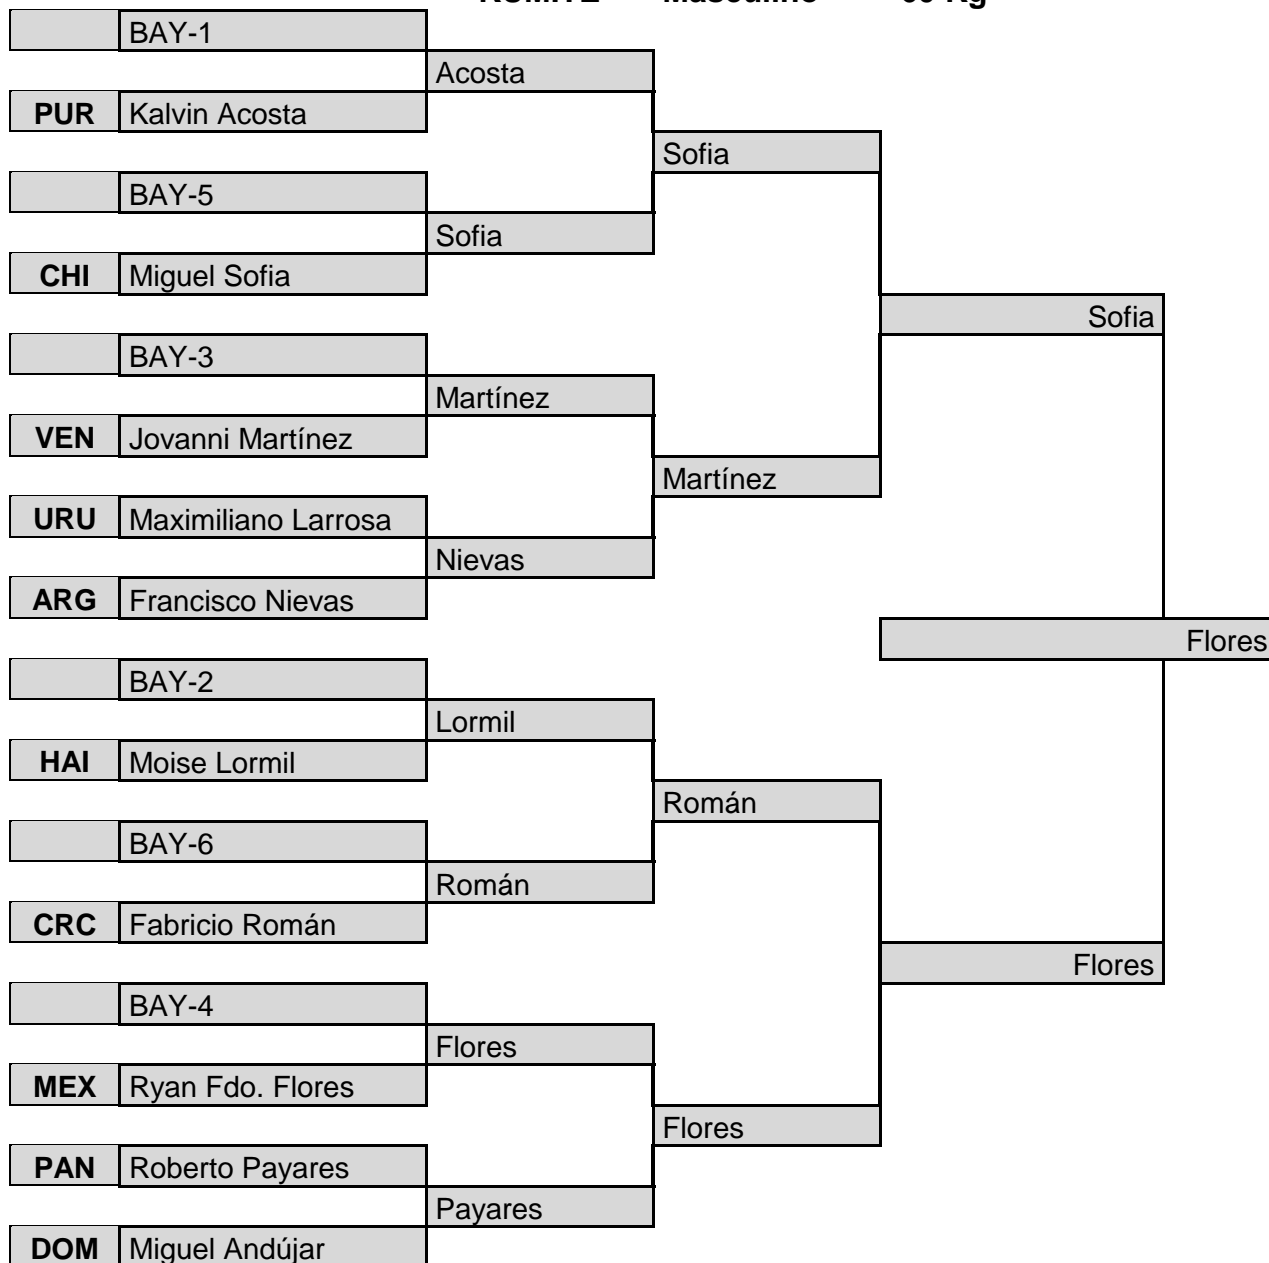 BAY-1
Acosta
PUR Kalvin Acosta
Sofia
BAY-5
Sofia
CHI Miguel Sofia
Sofia
BAY-3
Martínez
VEN Jovanni Martínez
Martínez
URU Maximiliano Larrosa
Nievas
ARG Francisco Nievas
Flores
BAY-2
Lormil
HAI Moise Lormil
Román
BAY-6
Román
CRC Fabricio Román
Flores
BAY-4
Flores
MEX Ryan Fdo. Flores
Flores
PAN Roberto Payares
Payares
DOM Miguel Andújar